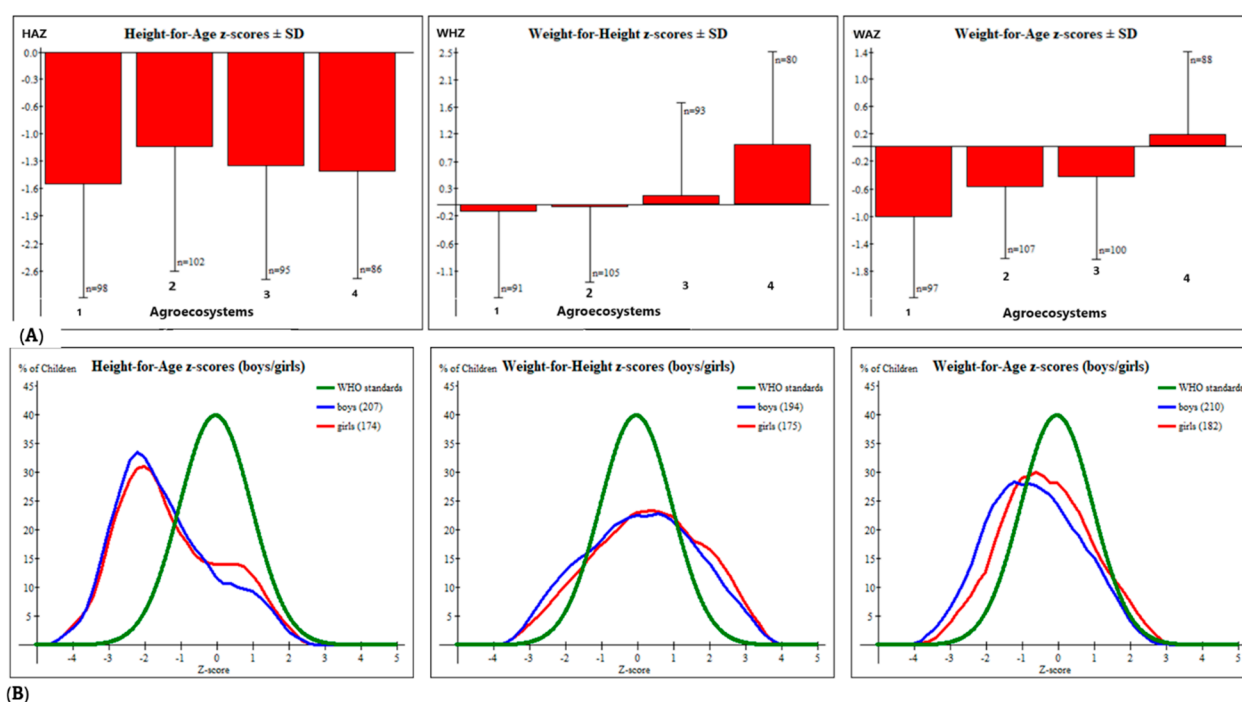 HAZ
Height-for-Age z-scores ± SD
0.0
-0.3
-0.6
-1.0
-1.3
-1.6
-1.9
-2.2
-2.6
n=98
n=102
n=95
n=86
1
2
3
4
Agroecosystems
WHZ
Weight-for-Height z-scores ± SD
2.5
2.1
1.6
1.2
0.7
0.3
-0.2
-0.6
-1.1
n=91
n=105
n=93
n=80
1
2
3
4
Agroecosystems
WAZ
Weight-for-Age z-scores ± SD
1.4
1.0
0.6
0.2
-0.2
-0.6
-1.0
-1.4
-1.8
n=97
n=107
n=100
n=88
1
2
3
4
Agroecosystems
(A)
% of Children
Height-for-Age z-scores (boys/girls)
45
40
35
30
25
20
15
10
5
WHO standards
boys (207)
girls (174)
-4 -3 -2 -1 0 1 2 3 4 5
Z-score
% of Children
Weight-for-Height z-scores (boys/girls)
45
40
35
30
25
20
15
10
5
WHO standards
boys (194)
girls (175)
-4 -3 -2 -1 0 1 2 3 4 5
Z-score
% of Children
Weight-for-Age z-scores (boys/girls)
45
40
35
30
25
20
15
10
5
WHO standards
boys (210)
girls (182)
-4 -3 -2 -1 0 1 2 3 4 5
Z-score
(B)